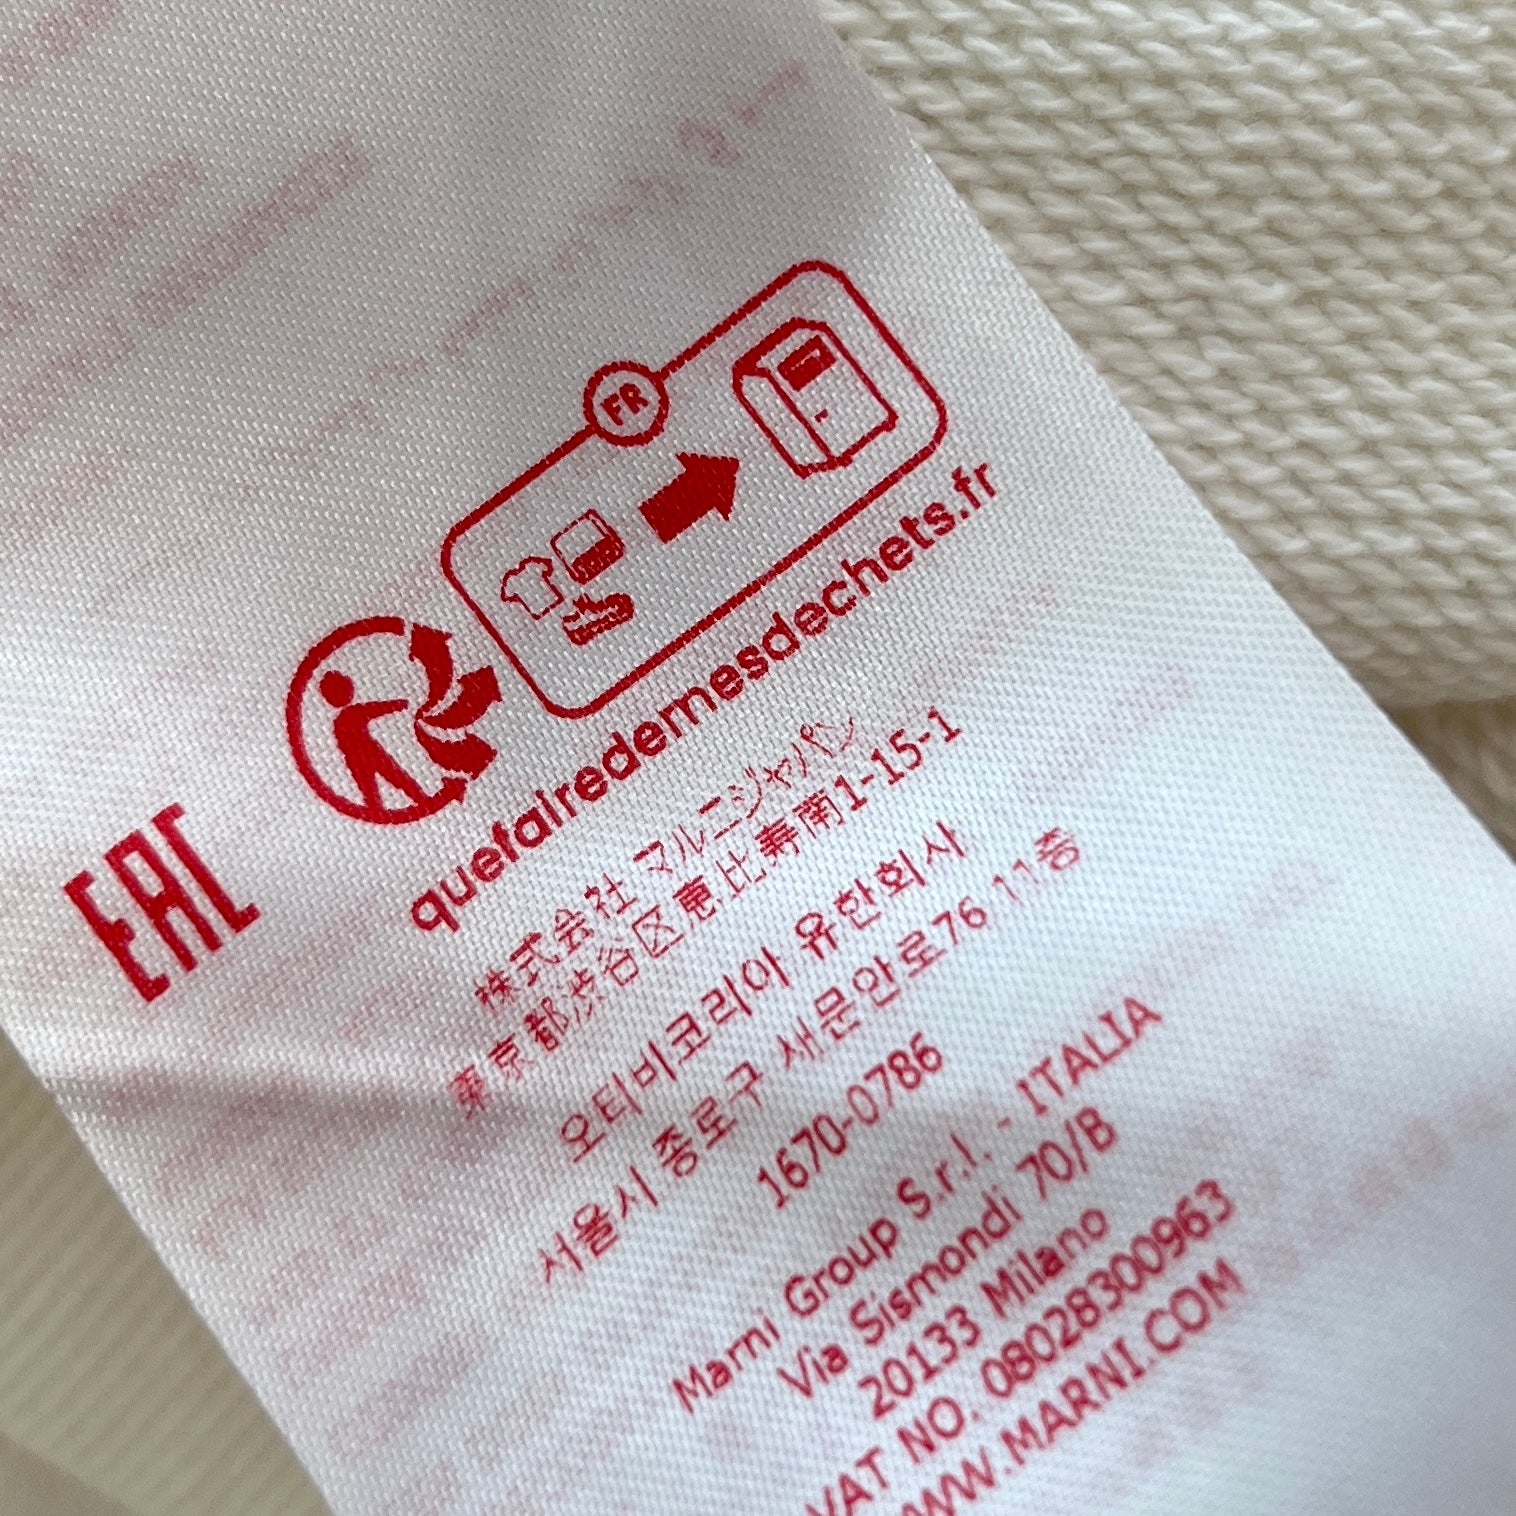 FR
quefairedemesdechets.fr
EAC
株式会社 マルニジャパン
東京都渋谷区恵比寿南1-15-1
오티비코리아 유한회사
서울시 종로구 새문안로76 11층
1670-0786
Marni Group S.r.l. - ITALIA
Via Sismondi 70/B
20133 Milano
VAT NO. 08028300963
WWW.MARNI.COM